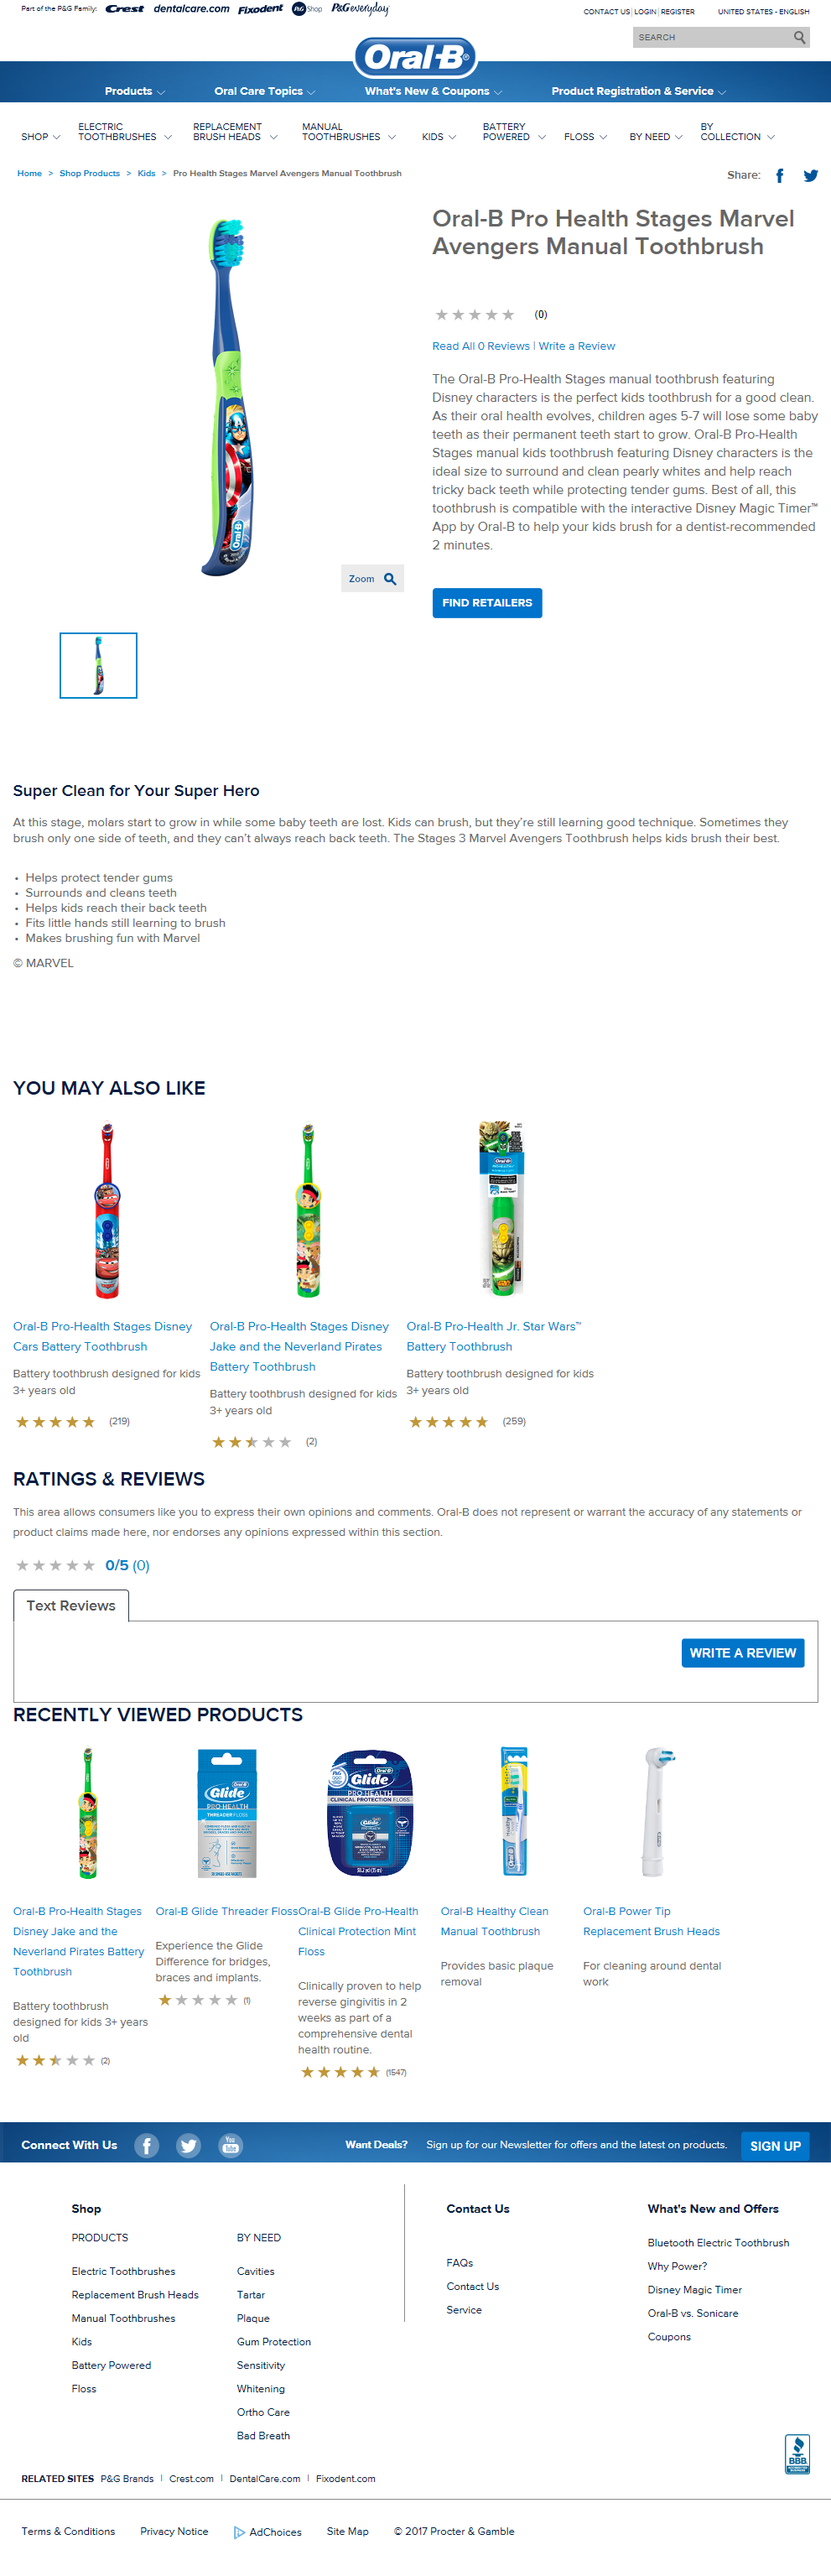 Part of the P&G Family: Crest dentalcare.com Fixodent P&G Shop P&Geveryday
CONTACT US | LOGIN | REGISTER UNITED STATES - ENGLISH
SEARCH
Oral-B®
Products Oral Care Topics What's New & Coupons Product Registration & Service
SHOP ELECTRIC TOOTHBRUSHES REPLACEMENT BRUSH HEADS MANUAL TOOTHBRUSHES KIDS BATTERY POWERED FLOSS BY NEED BY COLLECTION
Home > Shop Products > Kids > Pro Health Stages Marvel Avengers Manual Toothbrush
Share:
Oral-B Pro Health Stages Marvel
Avengers Manual Toothbrush
(0)
Read All 0 Reviews | Write a Review
The Oral-B Pro-Health Stages manual toothbrush featuring
Disney characters is the perfect kids toothbrush for a good clean.
As their oral health evolves, children ages 5-7 will lose some baby
teeth as their permanent teeth start to grow. Oral-B Pro-Health
Stages manual kids toothbrush featuring Disney characters is the
ideal size to surround and clean pearly whites and help reach
tricky back teeth while protecting tender gums. Best of all, this
toothbrush is compatible with the interactive Disney Magic Timer™
App by Oral-B to help your kids brush for a dentist-recommended
2 minutes.
Oral-B
Zoom
FIND RETAILERS
Super Clean for Your Super Hero
At this stage, molars start to grow in while some baby teeth are lost. Kids can brush, but they're still learning good technique. Sometimes they
brush only one side of teeth, and they can't always reach back teeth. The Stages 3 Marvel Avengers Toothbrush helps kids brush their best.
• Helps protect tender gums
• Surrounds and cleans teeth
• Helps kids reach their back teeth
• Fits little hands still learning to brush
• Makes brushing fun with Marvel
© MARVEL
YOU MAY ALSO LIKE
Oral-B
Oral-B Pro-Health Stages Disney
Cars Battery Toothbrush
Battery toothbrush designed for kids
3+ years old
(219)
Oral-B Pro-Health Stages Disney
Jake and the Neverland Pirates
Battery Toothbrush
Battery toothbrush designed for kids
3+ years old
(2)
Oral-B Pro-Health Jr. Star Wars™
Battery Toothbrush
Battery toothbrush designed for kids
3+ years old
(259)
RATINGS & REVIEWS
This area allows consumers like you to express their own opinions and comments. Oral-B does not represent or warrant the accuracy of any statements or
product claims made here, nor endorses any opinions expressed within this section.
0/5 (0)
Text Reviews
WRITE A REVIEW
RECENTLY VIEWED PRODUCTS
Oral-B
Glide
PRO-HEALTH
THREADER FLOSS
Oral-B
Glide
PRO-HEALTH
CLINICAL PROTECTION FLOSS
Glide
Oral-B Pro-Health Stages
Disney Jake and the
Neverland Pirates Battery
Toothbrush
Battery toothbrush
designed for kids 3+ years
old
(2)
Oral-B Glide Threader Floss
Experience the Glide
Difference for bridges,
braces and implants.
(1)
Oral-B Glide Pro-Health
Clinical Protection Mint
Floss
Clinically proven to help
reverse gingivitis in 2
weeks as part of a
comprehensive dental
health routine.
(1547)
Oral-B Healthy Clean
Manual Toothbrush
Provides basic plaque
removal
Oral-B Power Tip
Replacement Brush Heads
For cleaning around dental
work
Connect With Us You Tube Want Deals? Sign up for our Newsletter for offers and the latest on products. SIGN UP
Shop
PRODUCTS
Electric Toothbrushes
Replacement Brush Heads
Manual Toothbrushes
Kids
Battery Powered
Floss
BY NEED
Cavities
Tartar
Plaque
Gum Protection
Sensitivity
Whitening
Ortho Care
Bad Breath
Contact Us
FAQs
Contact Us
Service
What's New and Offers
Bluetooth Electric Toothbrush
Why Power?
Disney Magic Timer
Oral-B vs. Sonicare
Coupons
BBB
RELATED SITES P&G Brands | Crest.com | DentalCare.com | Fixodent.com
Terms & Conditions Privacy Notice AdChoices Site Map © 2017 Procter & Gamble